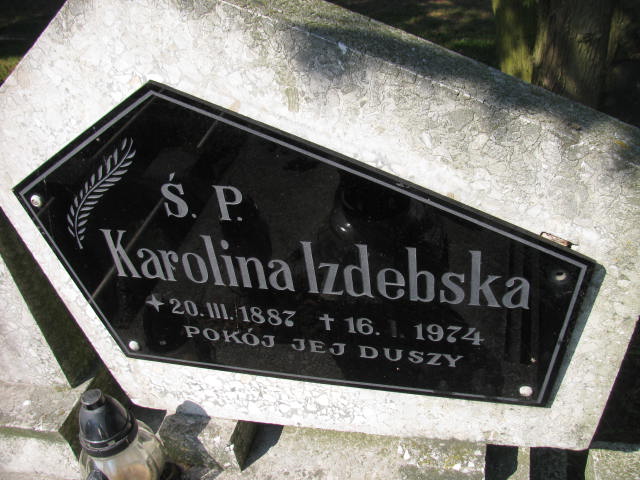 Ś. P.
Karolina Izdebska
20.III.1887 † 16. I. 1974
POKÓJ JEJ DUSZY